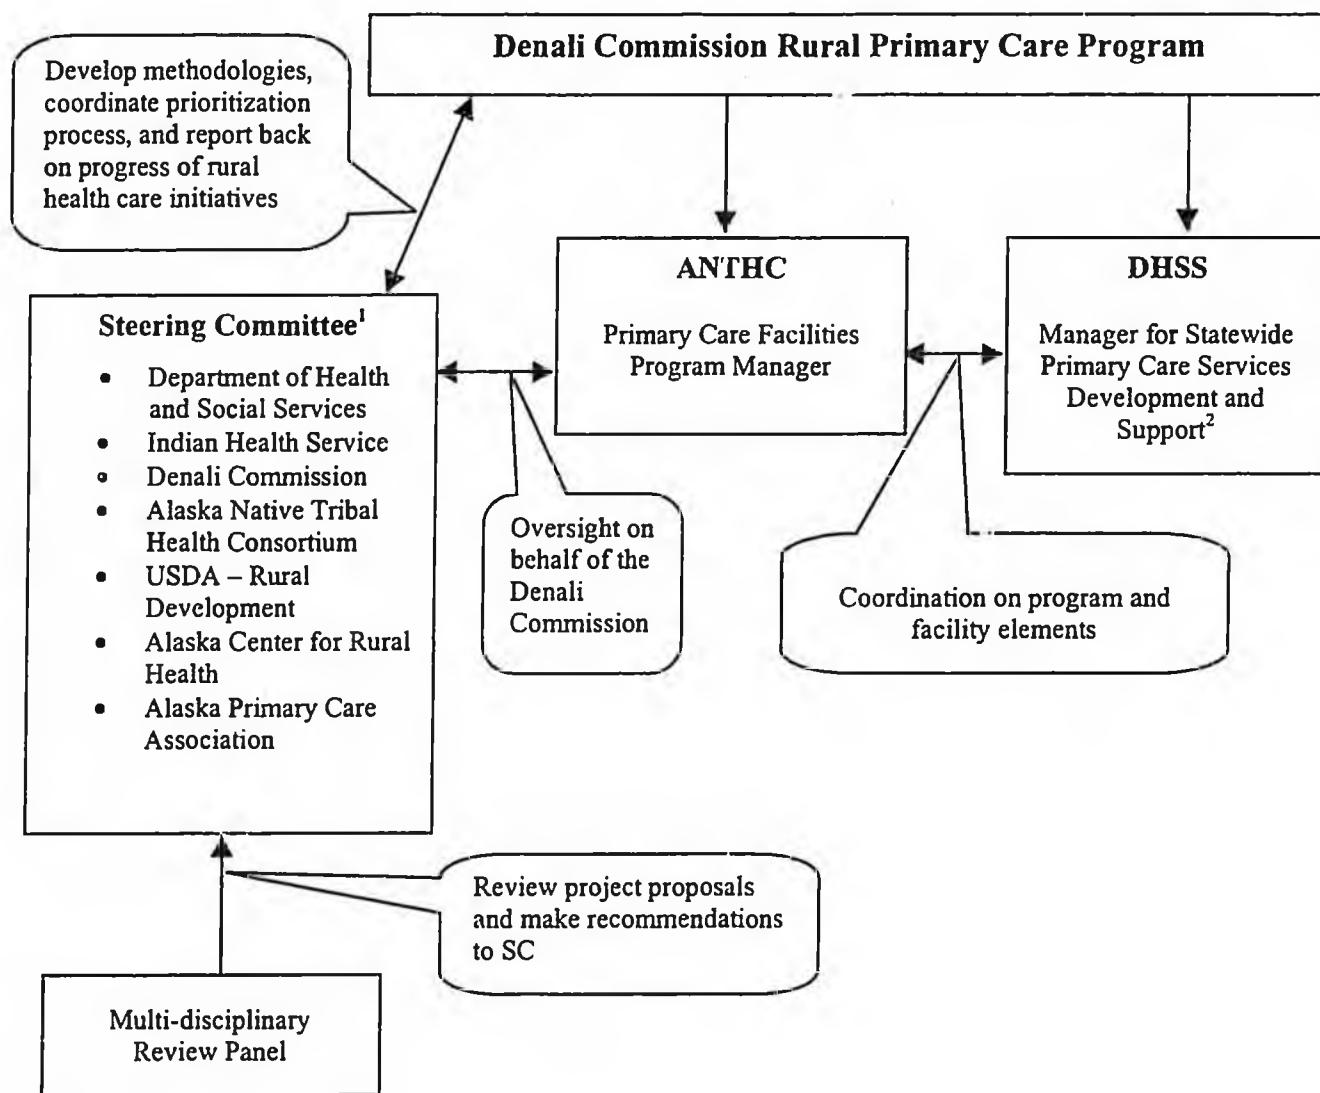 Denali Commission Rural Primary Care Program
Develop methodologies,
coordinate prioritization
process, and report back
on progress of rural
health care initiatives
ANTHC
Primary Care Facilities
Program Manager
DHSS
Manager for Statewide
Primary Care Services
Development and
Support²
Steering Committee¹
• Department of Health
and Social Services
• Indian Health Service
• Denali Commission
• Alaska Native Tribal
Health Consortium
• USDA – Rural
Development
• Alaska Center for Rural
Health
• Alaska Primary Care
Association
Oversight on
behalf of the
Denali
Commission
Coordination on program and
facility elements
Review project proposals
and make recommendations
to SC
Multi-disciplinary
Review Panel